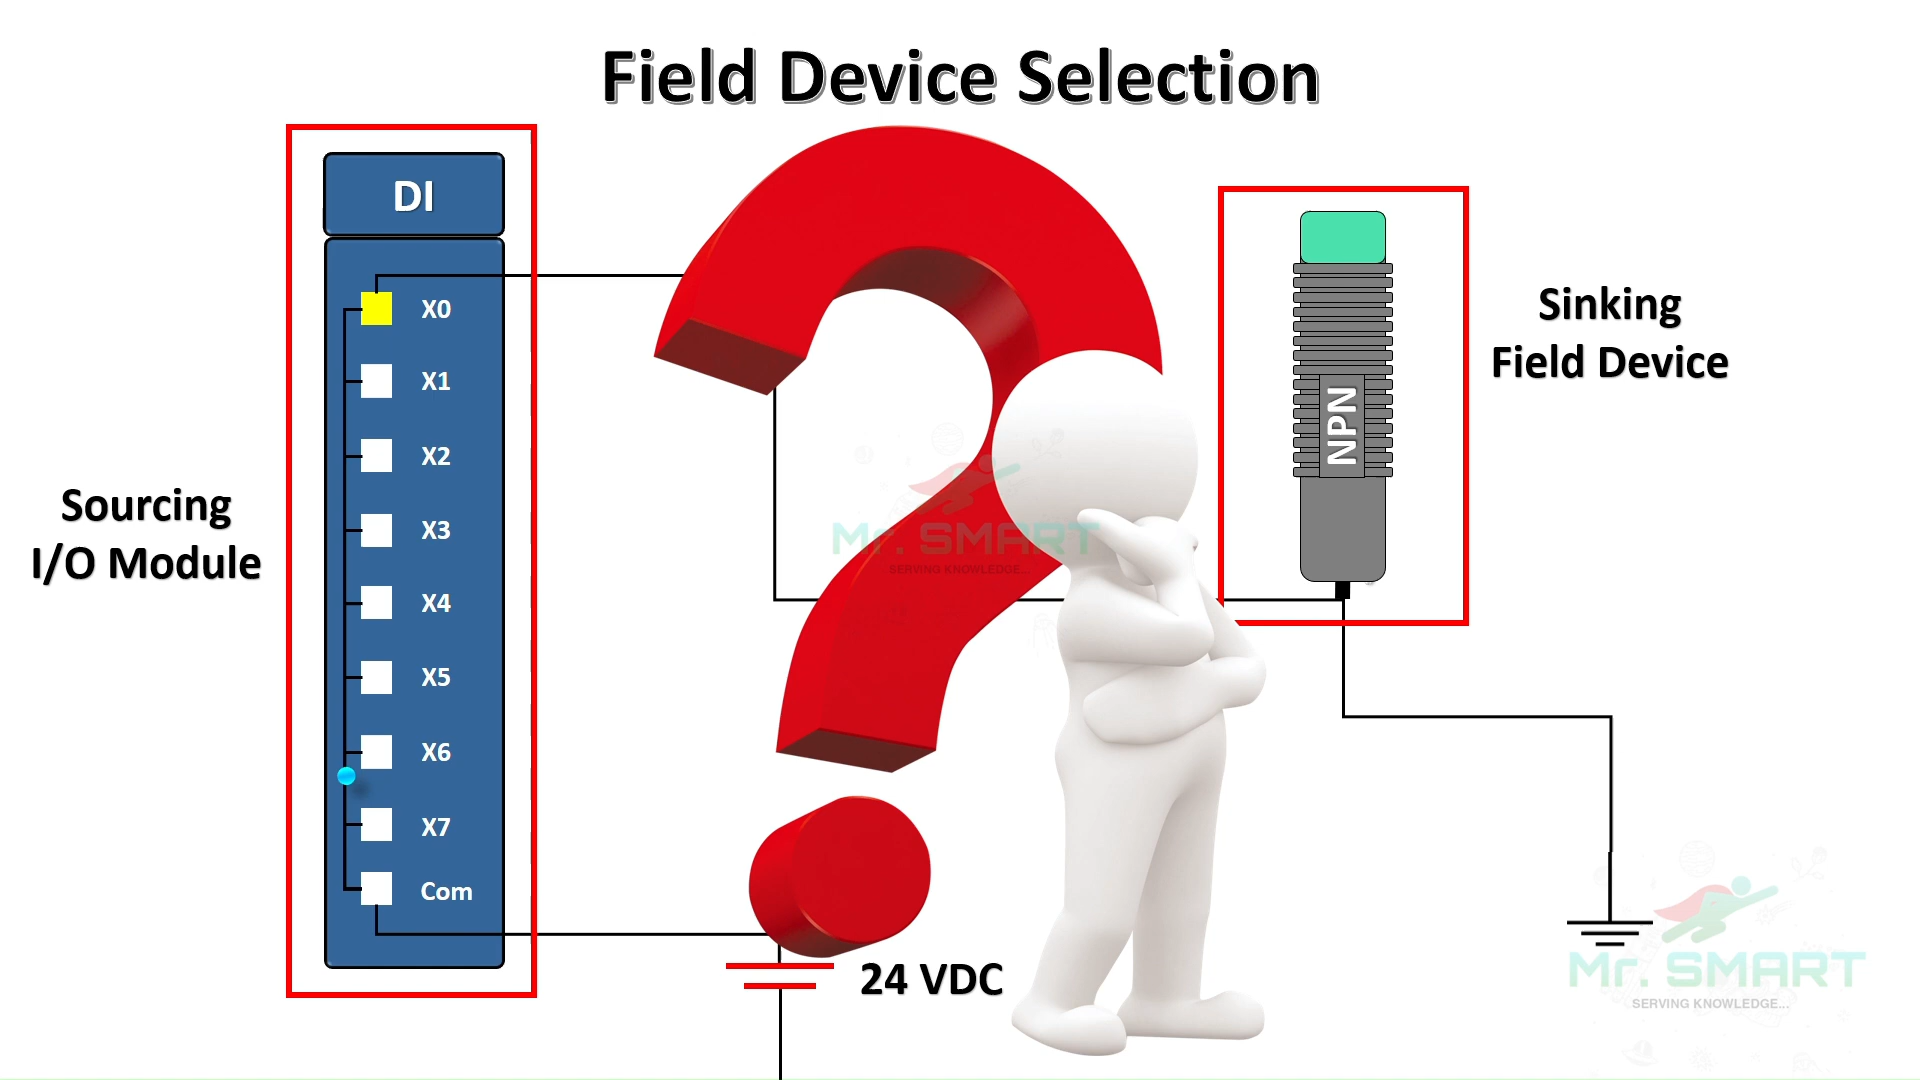 Field Device Selection
DI
X0
X1
X2
X3
X4
X5
X6
X7
Com
Sourcing
I/O Module
24 VDC
NPN
Sinking
Field Device
Mr. SMART
SERVING KNOWLEDGE...
Mr. SMART
SERVING KNOWLEDGE...